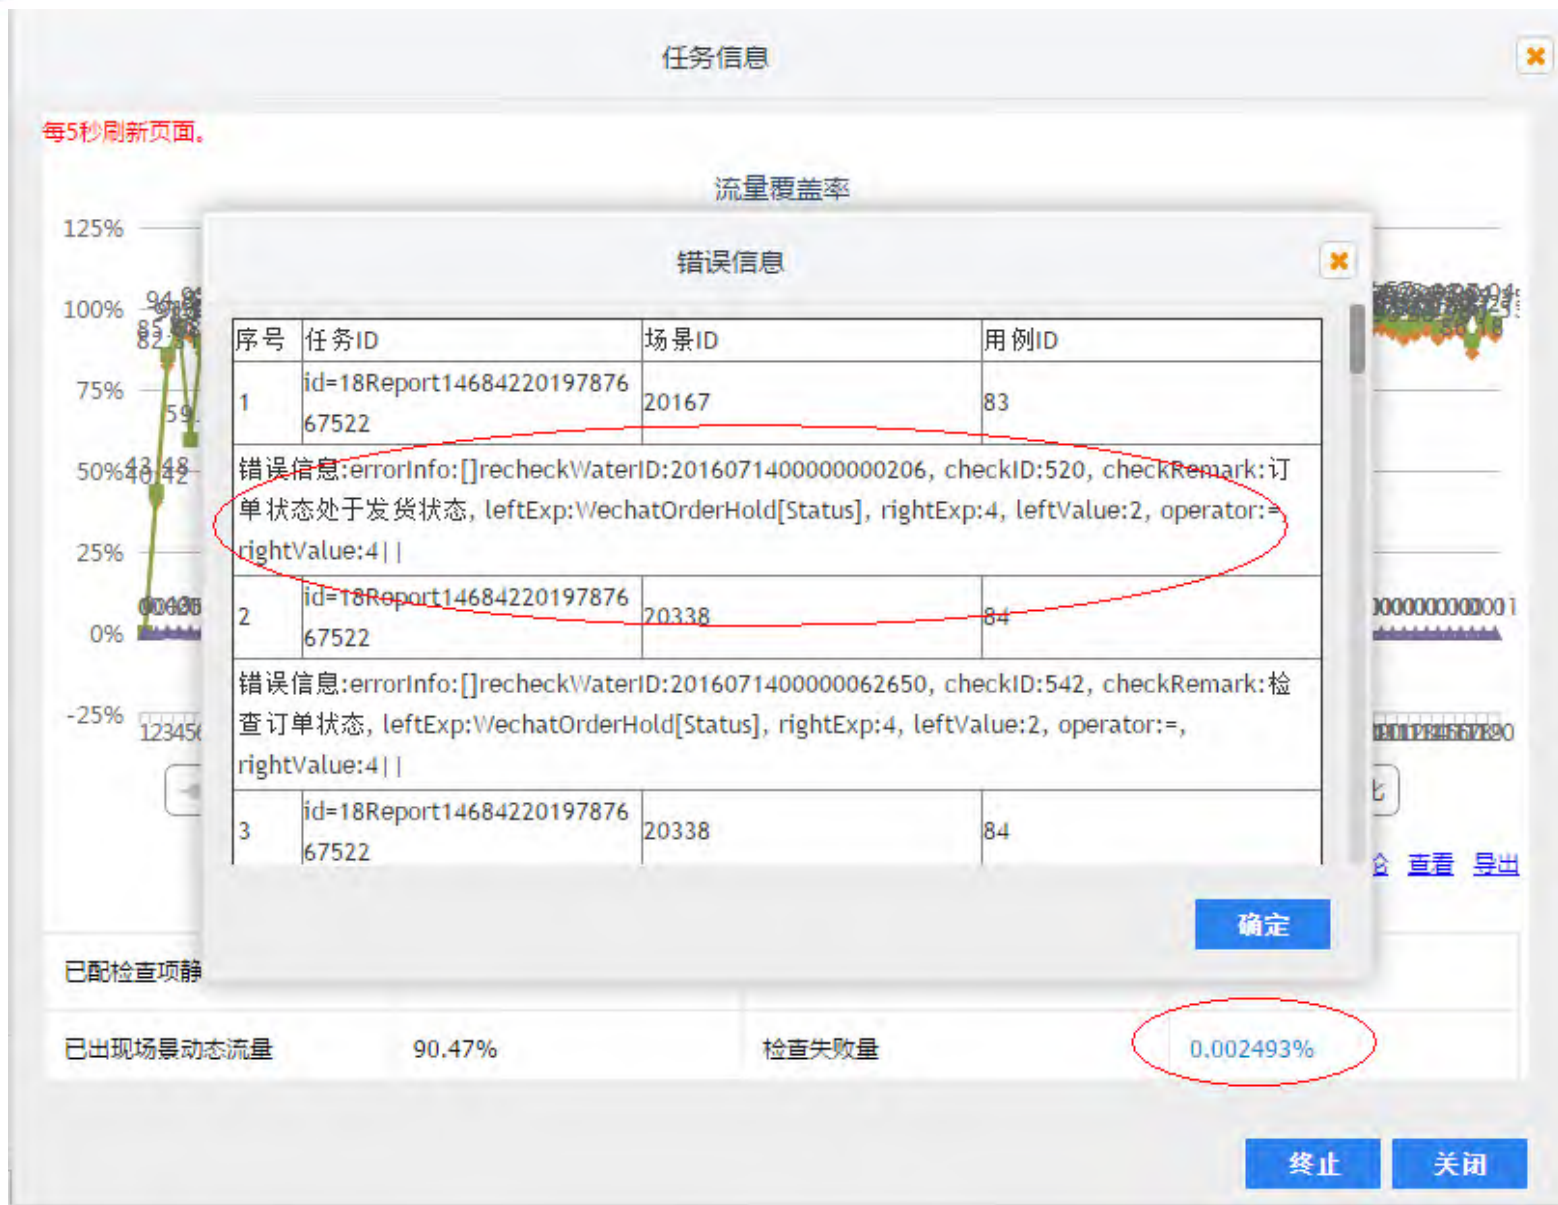 任务信息
每5秒刷新页面。
流量覆盖率
125%
100%
75%
50%
25%
0%
-25%
错误信息
序号 任务ID 场景ID 用例ID
1 id=18Report14684220197876 20167 83
67522
错误信息:errorInfo:[]recheckWaterID:2016071400000000206, checkID:520, checkRemark:订
单状态处于发货状态, leftExp:WechatOrderHold[Status], rightExp:4, leftValue:2, operator:=
rightValue:4||
2 id=18Report14684220197876 20338 84
67522
错误信息:errorInfo:[]recheckWaterID:2016071400000062650, checkID:542, checkRemark:检
查订单状态, leftExp:WechatOrderHold[Status], rightExp:4, leftValue:2, operator:=,
rightValue:4||
3 id=18Report14684220197876 20338 84
67522
查看 导出
确定
已配检查项静
已出现场景动态流量 90.47% 检查失败量 0.002493%
终止 关闭